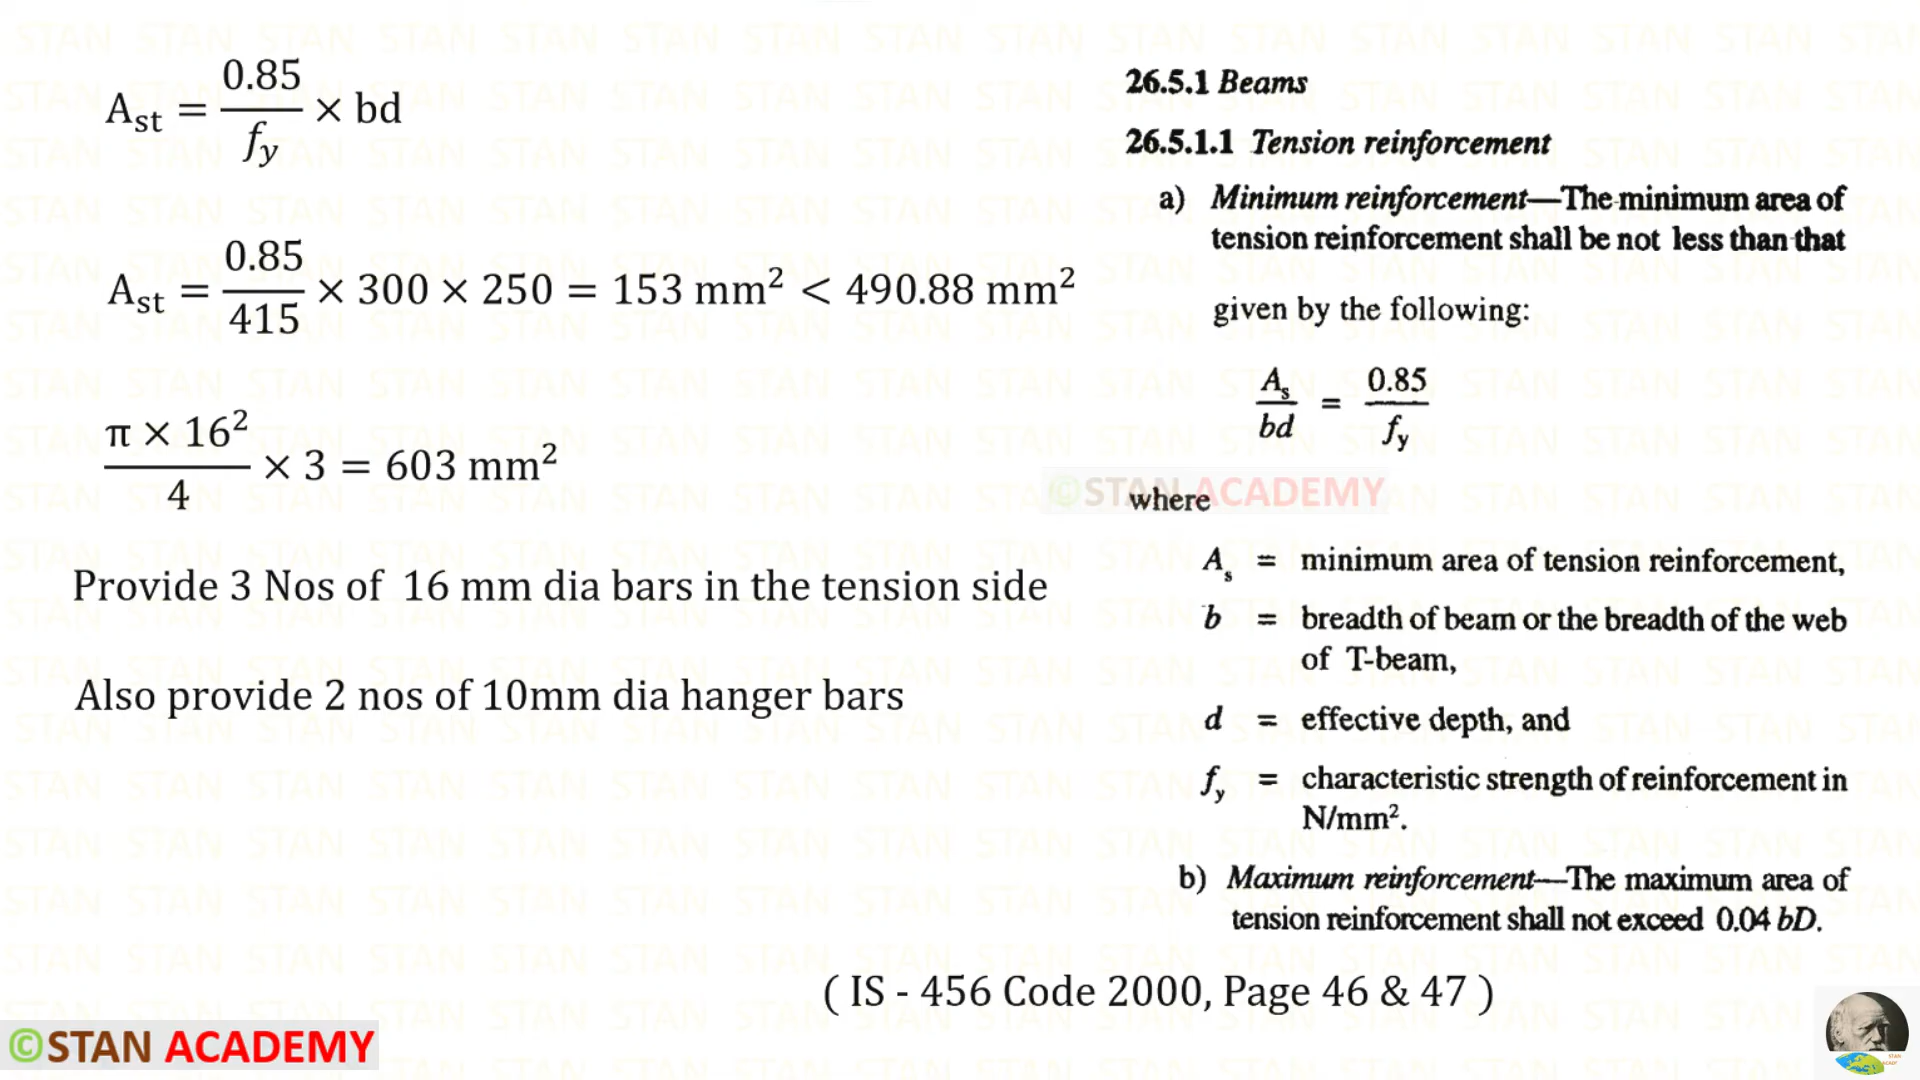 A_st = 0.85/f_y × bd
A_st = 0.85/415 × 300 × 250 = 153 mm² < 490.88 mm²
π × 16²/4 × 3 = 603 mm²
Provide 3 Nos of 16 mm dia bars in the tension side
Also provide 2 nos of 10mm dia hanger bars
26.5.1 Beams
26.5.1.1 Tension reinforcement
a) Minimum reinforcement—The minimum area of
tension reinforcement shall be not less than that
given by the following:
A_s/bd = 0.85/f_y
©STAN ACADEMY
where
A_s = minimum area of tension reinforcement,
b = breadth of beam or the breadth of the web
of T-beam,
d = effective depth, and
f_y = characteristic strength of reinforcement in
N/mm².
b) Maximum reinforcement—The maximum area of
tension reinforcement shall not exceed 0.04 bD.
( IS - 456 Code 2000, Page 46 & 47 )
©STAN ACADEMY